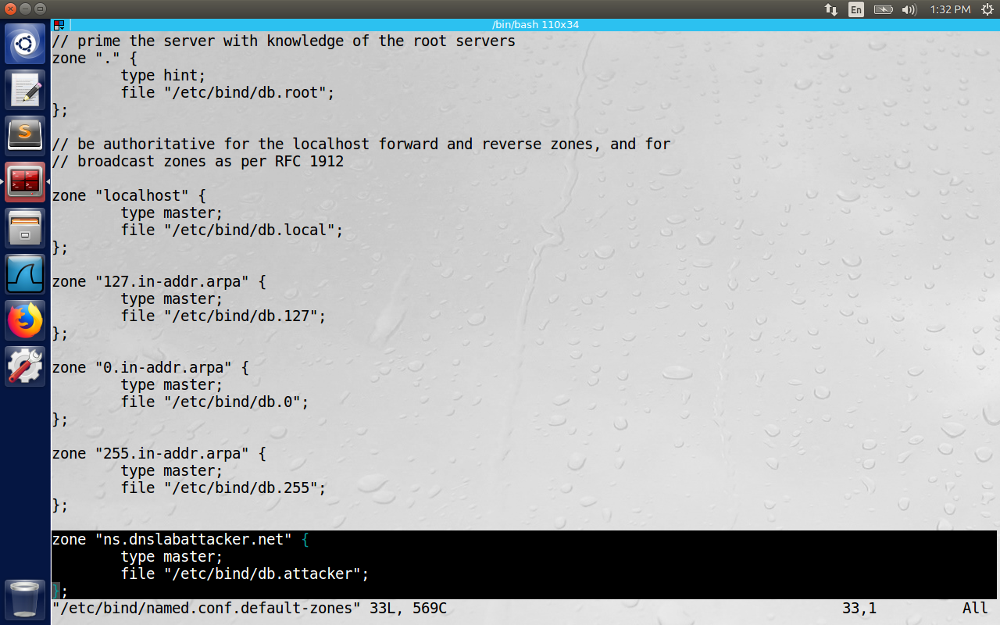 En 1:32 PM
/bin/bash 110x34
// prime the server with knowledge of the root servers
zone "." {
        type hint;
        file "/etc/bind/db.root";
};

// be authoritative for the localhost forward and reverse zones, and for
// broadcast zones as per RFC 1912

zone "localhost" {
        type master;
        file "/etc/bind/db.local";
};

zone "127.in-addr.arpa" {
        type master;
        file "/etc/bind/db.127";
};

zone "0.in-addr.arpa" {
        type master;
        file "/etc/bind/db.0";
};

zone "255.in-addr.arpa" {
        type master;
        file "/etc/bind/db.255";
};

zone "ns.dnslabattacker.net" {
        type master;
        file "/etc/bind/db.attacker";
};
"/etc/bind/named.conf.default-zones" 33L, 569C 33,1 All